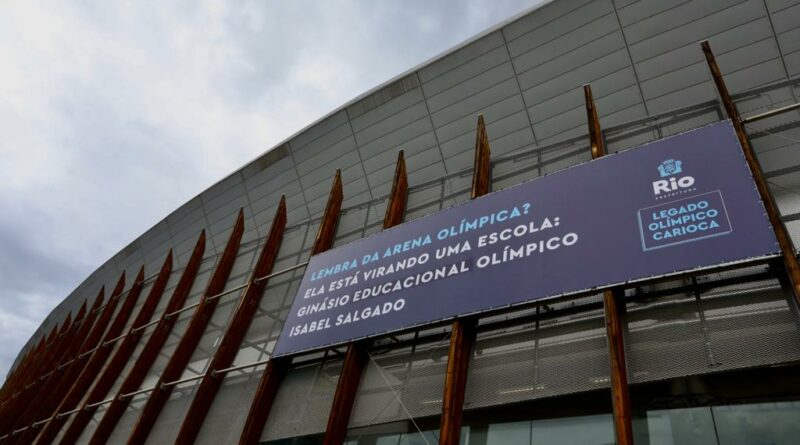 LEMBRA DA ARENA OLÍMPICA?
ELA ESTÁ VIRANDO UMA ESCOLA:
GINÁSIO EDUCACIONAL OLÍMPICO
ISABEL SALGADO
RIO
PREFEITURA
LEGADO
OLÍMPICO
CARIOCA